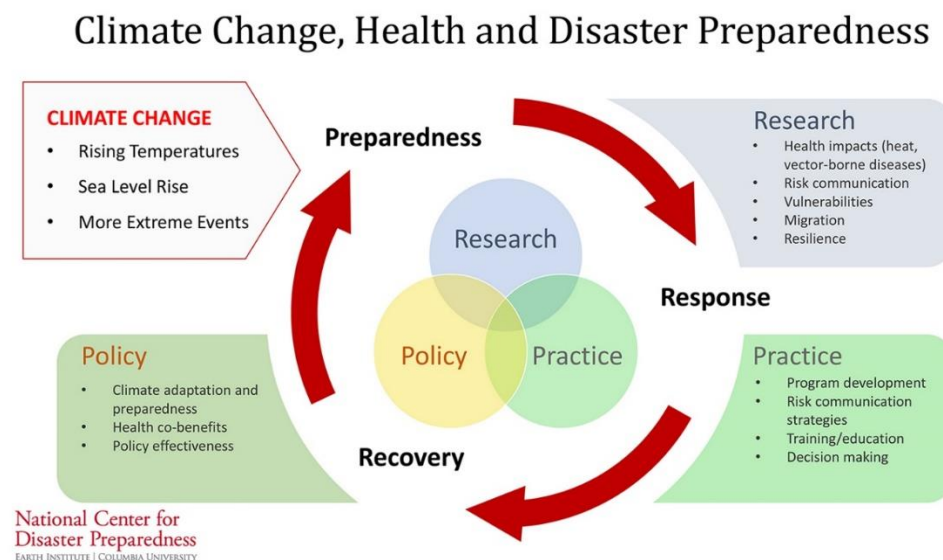 Climate Change, Health and Disaster Preparedness
CLIMATE CHANGE
• Rising Temperatures
• Sea Level Rise
• More Extreme Events
Preparedness
Research
• Health impacts (heat,
vector-borne diseases)
• Risk communication
• Vulnerabilities
• Migration
• Resilience
Research
Policy
Practice
Response
Policy
• Climate adaptation and
preparedness
• Health co-benefits
• Policy effectiveness
Practice
• Program development
• Risk communication
strategies
• Training/education
• Decision making
Recovery
National Center for
Disaster Preparedness
EARTH INSTITUTE | COLUMBIA UNIVERSITY